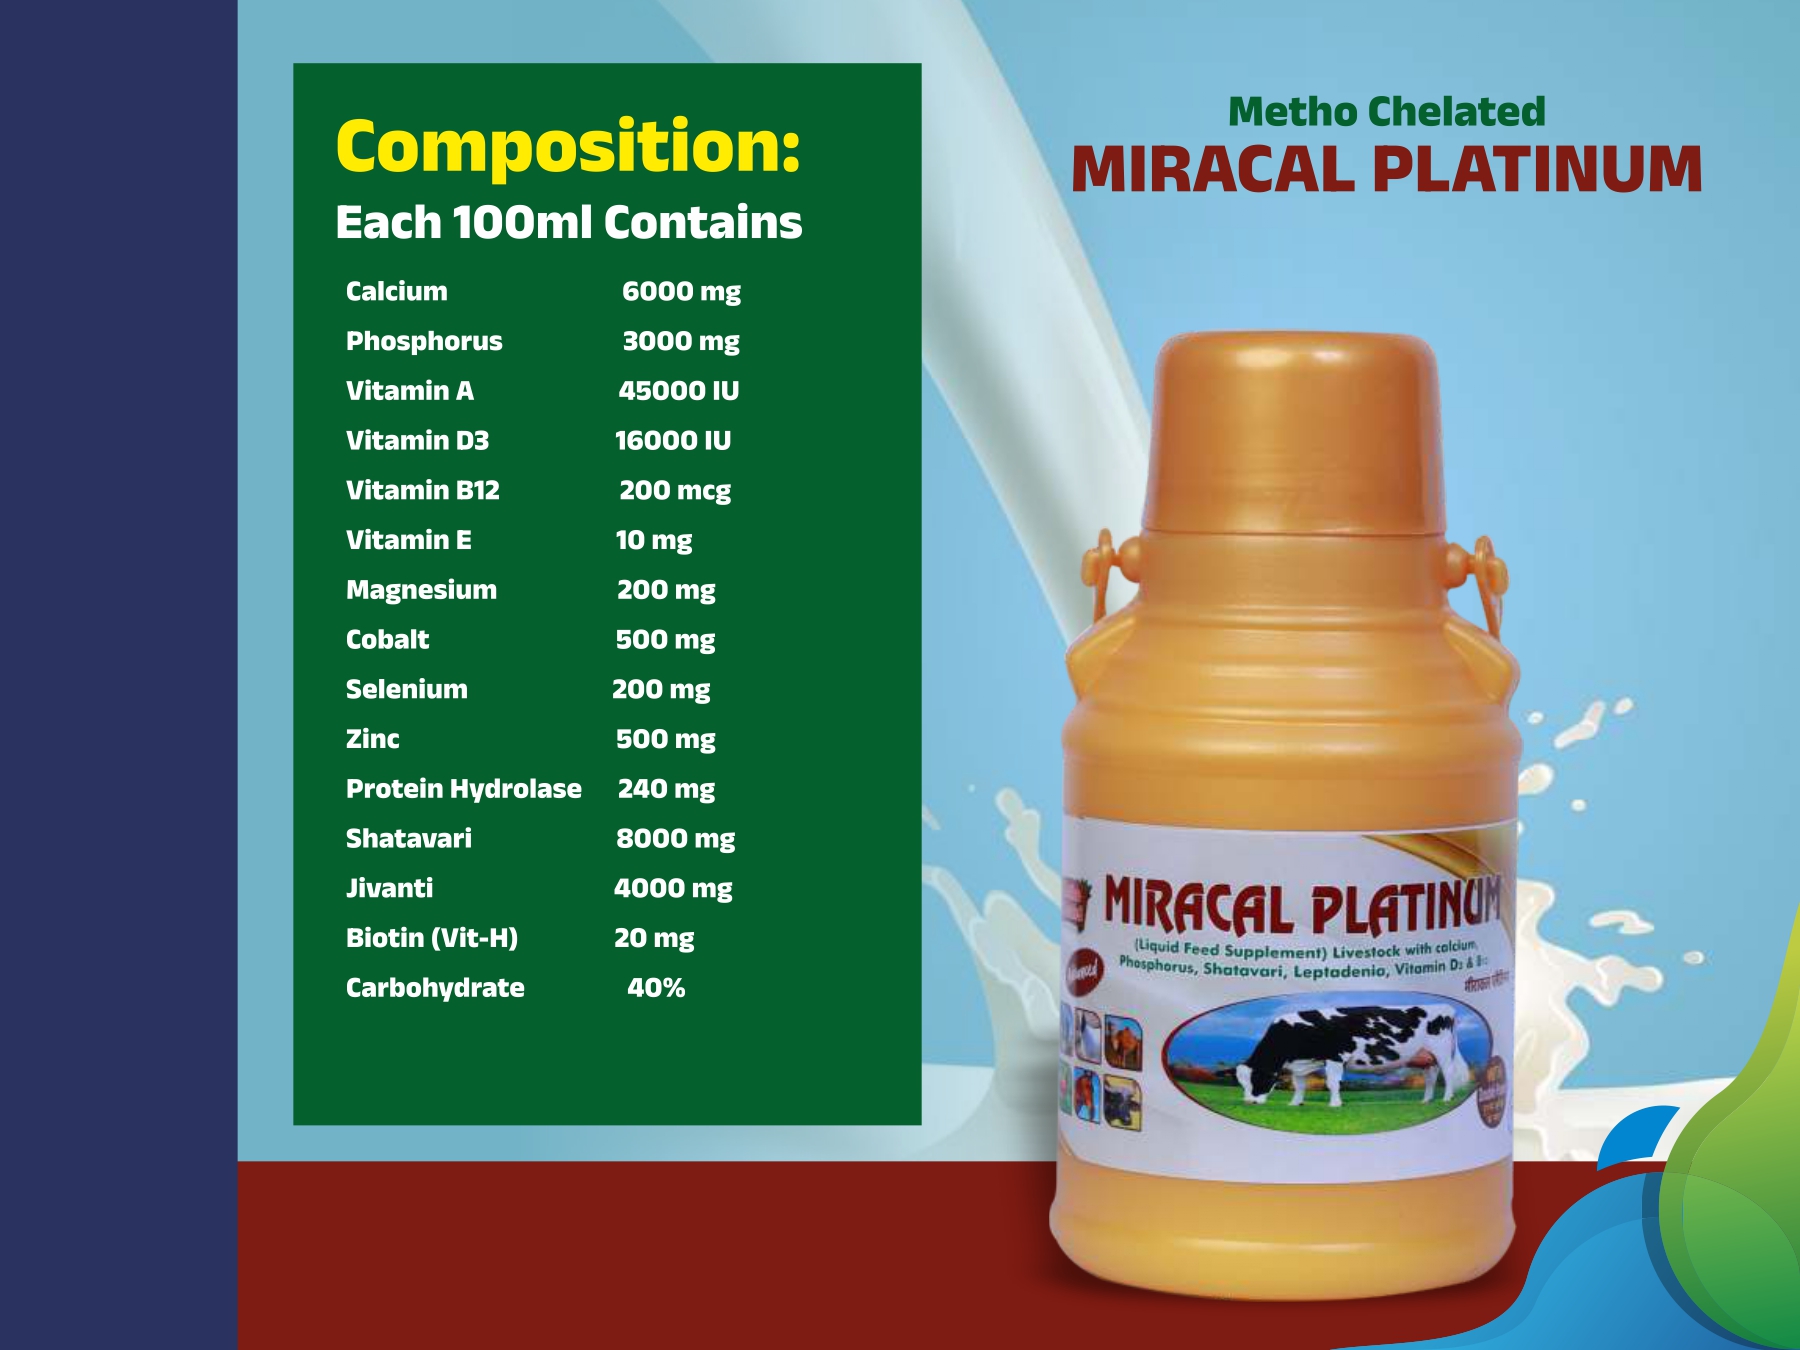 Composition:
Each 100ml Contains
Calcium 6000 mg
Phosphorus 3000 mg
Vitamin A 45000 IU
Vitamin D3 16000 IU
Vitamin B12 200 mcg
Vitamin E 10 mg
Magnesium 200 mg
Cobalt 500 mg
Selenium 200 mg
Zinc 500 mg
Protein Hydrolase 240 mg
Shatavari 8000 mg
Jivanti 4000 mg
Biotin (Vit-H) 20 mg
Carbohydrate 40%
Metho Chelated
MIRACAL PLATINUM
MIRACAL PLATINUM
(Liquid Feed Supplement) Livestock with calcium,
Phosphorus, Shatavari, Leptadenia, Vitamin D3 & B12